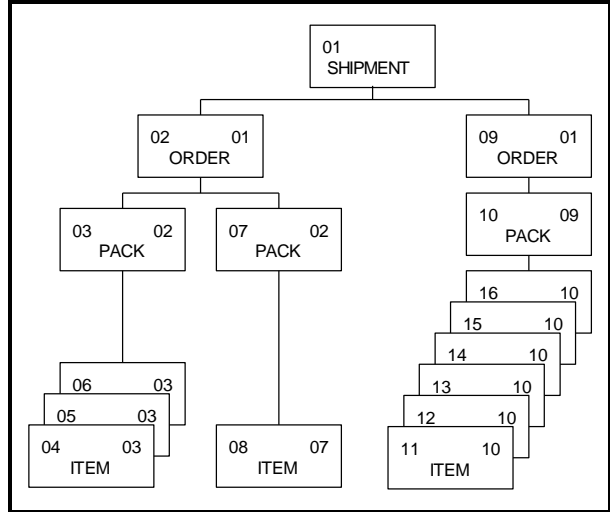 01
SHIPMENT
02 01
ORDER
09 01
ORDER
03 02
PACK
07 02
PACK
10 09
PACK
16 10
15 10
14 10
13 10
12 10
11 10
ITEM
06 03
05 03
04 03
ITEM
08 07
ITEM